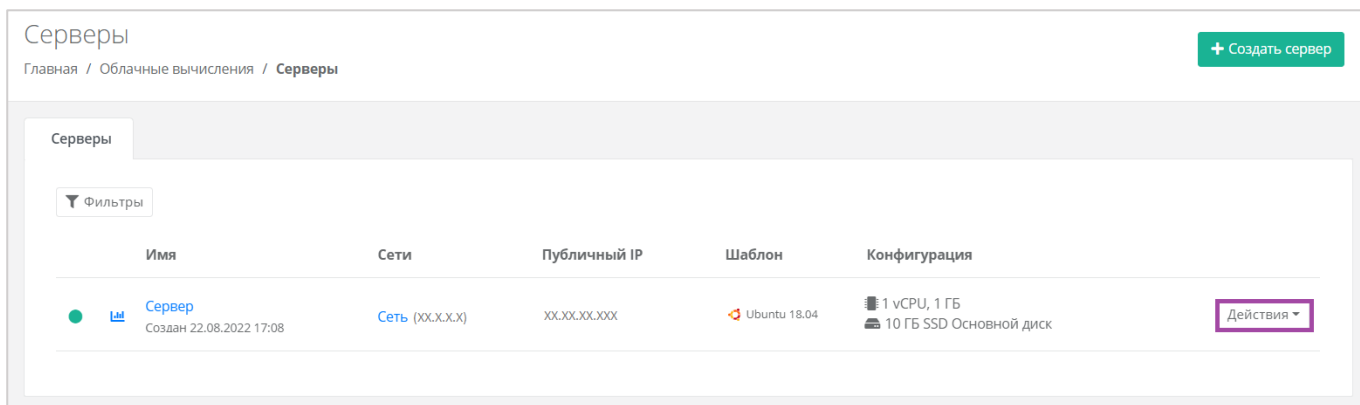 Серверы
+ Создать сервер
Главная / Облачные вычисления / Серверы
Серверы
Фильтры
Имя Сети Публичный IP Шаблон Конфигурация
Сервер
Создан 22.08.2022 17:08
Сеть (XX.X.X.X)
XX.XX.XX.XXX
Ubuntu 18.04
1 vCPU, 1 ГБ
10 ГБ SSD Основной диск
Действия